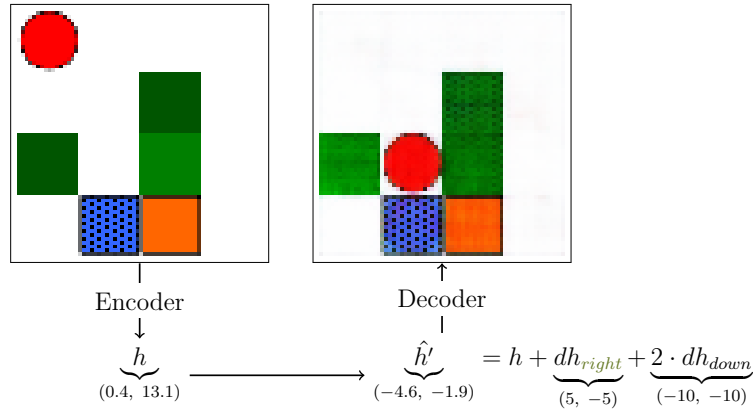 Encoder
Decoder
h
ĥ′ = h + dh_right + 2 · dh_down
(0.4, 13.1)
(−4.6, −1.9)
(5, −5)
(−10, −10)